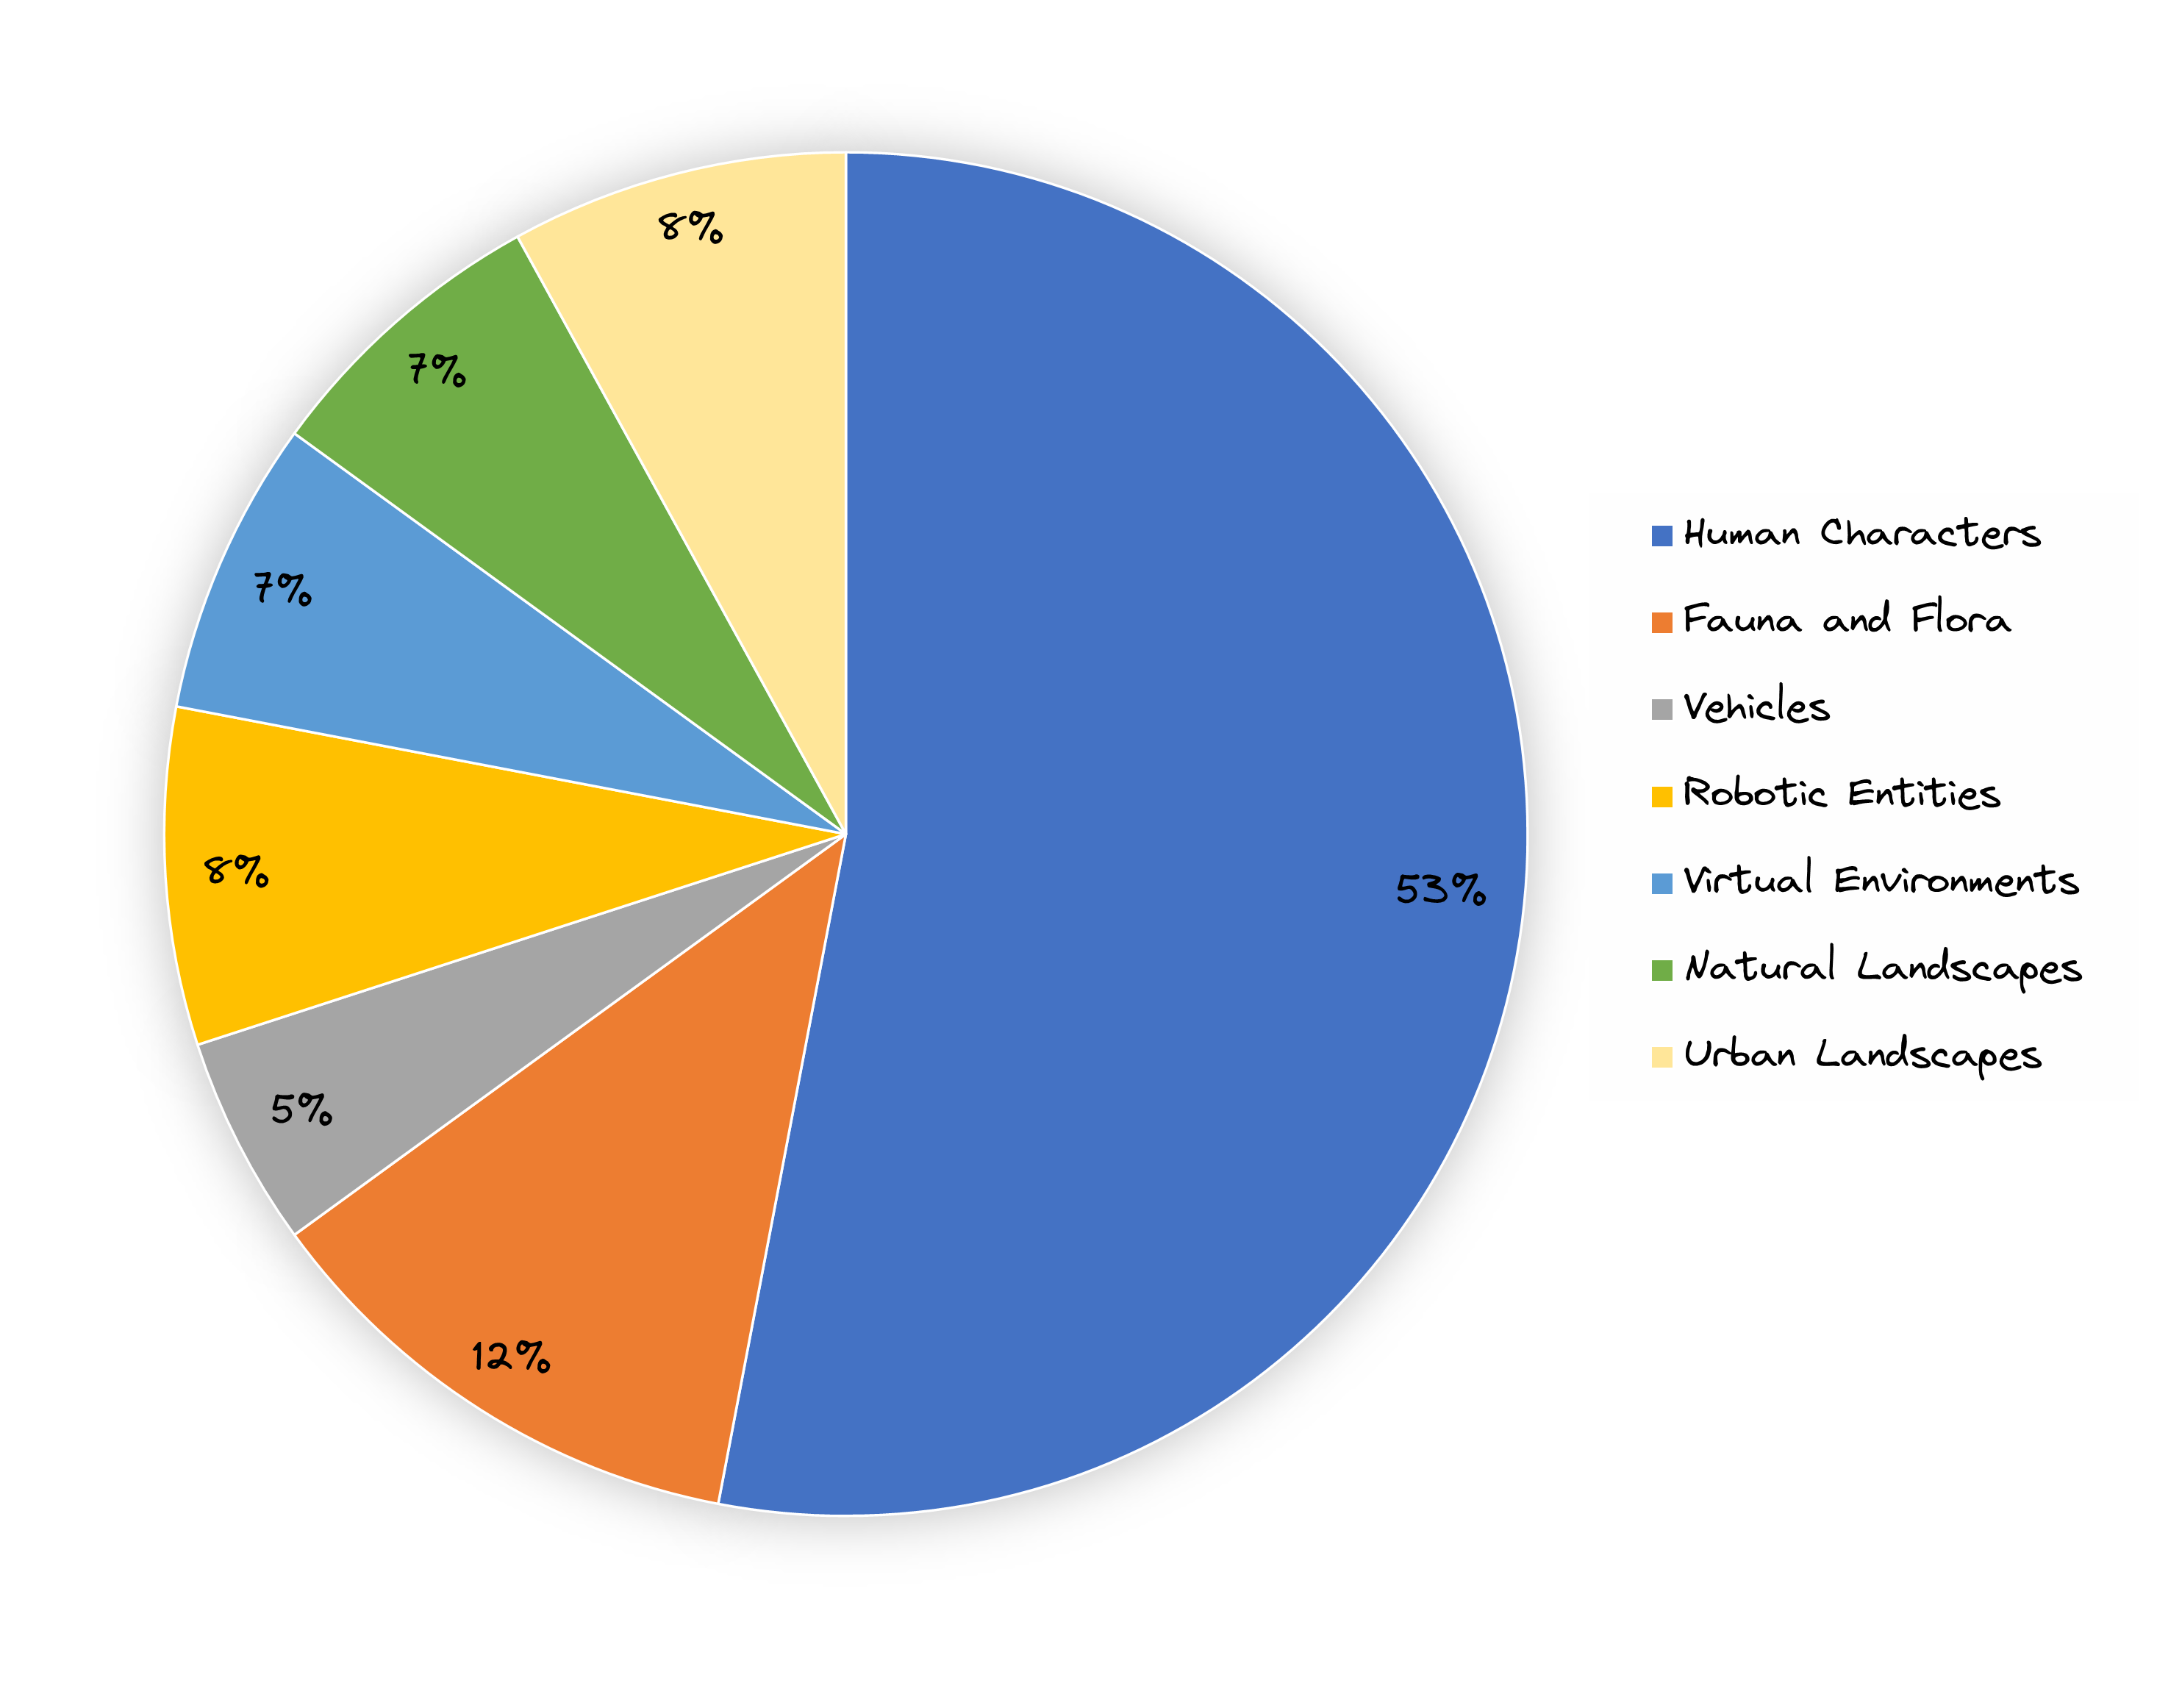 8%
7%
7%
8%
53%
5%
12%
Human Characters
Fauna and Flora
Vehicles
Robotic Entities
Virtual Environments
Natural Landscapes
Urban Landscapes